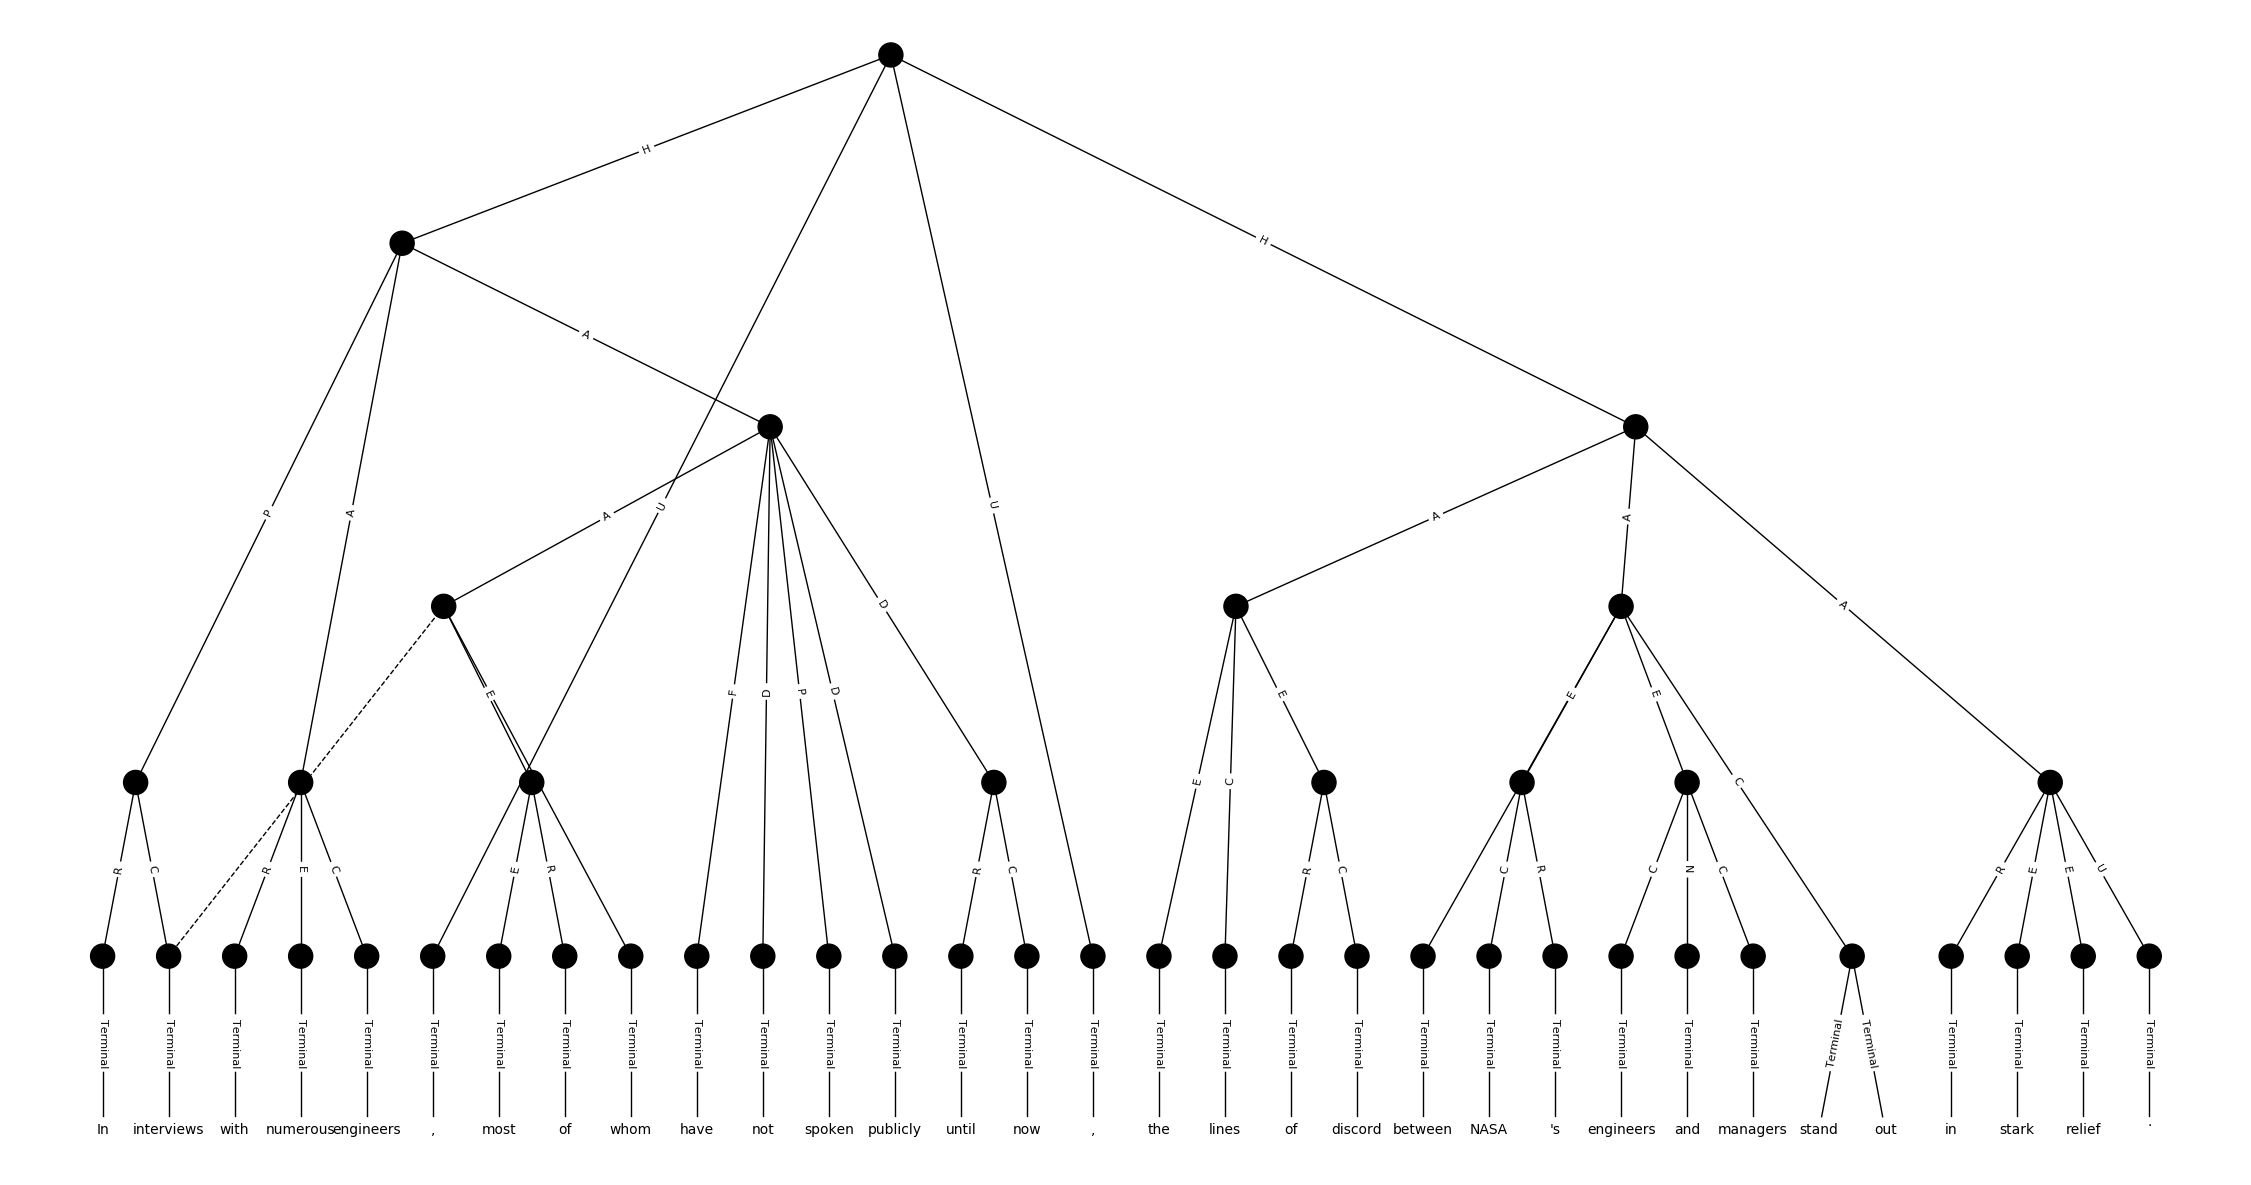 H
H
A
A
P
A
U
U
A
A
A
D
A
E
F
D
P
D
E
E
E
E
C
C
R
C
R
E
C
E
R
R
C
R
C
C
R
C
N
C
R
E
E
U
Terminal Terminal Terminal Terminal Terminal Terminal Terminal Terminal Terminal Terminal Terminal Terminal Terminal Terminal Terminal Terminal Terminal Terminal Terminal Terminal Terminal Terminal Terminal Terminal Terminal Terminal Terminal Terminal Terminal Terminal Terminal Terminal
In interviews with numerous engineers , most of whom have not spoken publicly until now , the lines of discord between NASA 's engineers and managers stand out in stark relief .